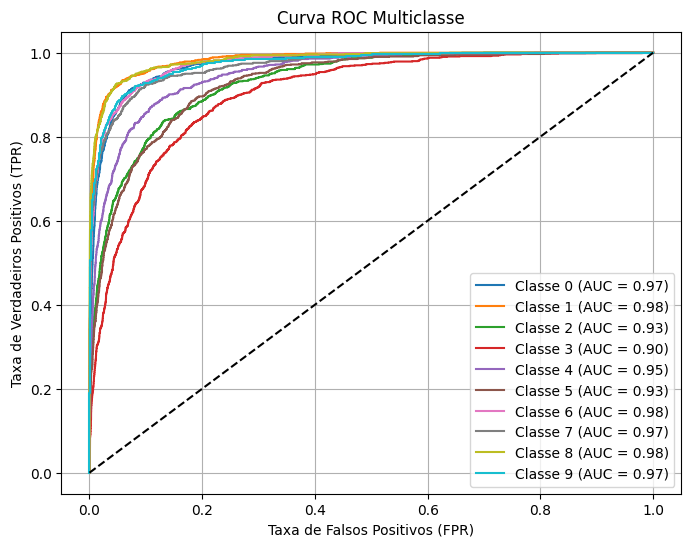 Curva ROC Multiclasse
Taxa de Verdadeiros Positivos (TPR)
1.0
0.8
0.6
0.4
0.2
0.0
Classe 0 (AUC = 0.97)
Classe 1 (AUC = 0.98)
Classe 2 (AUC = 0.93)
Classe 3 (AUC = 0.90)
Classe 4 (AUC = 0.95)
Classe 5 (AUC = 0.93)
Classe 6 (AUC = 0.98)
Classe 7 (AUC = 0.97)
Classe 8 (AUC = 0.98)
Classe 9 (AUC = 0.97)
0.0 0.2 0.4 0.6 0.8 1.0
Taxa de Falsos Positivos (FPR)